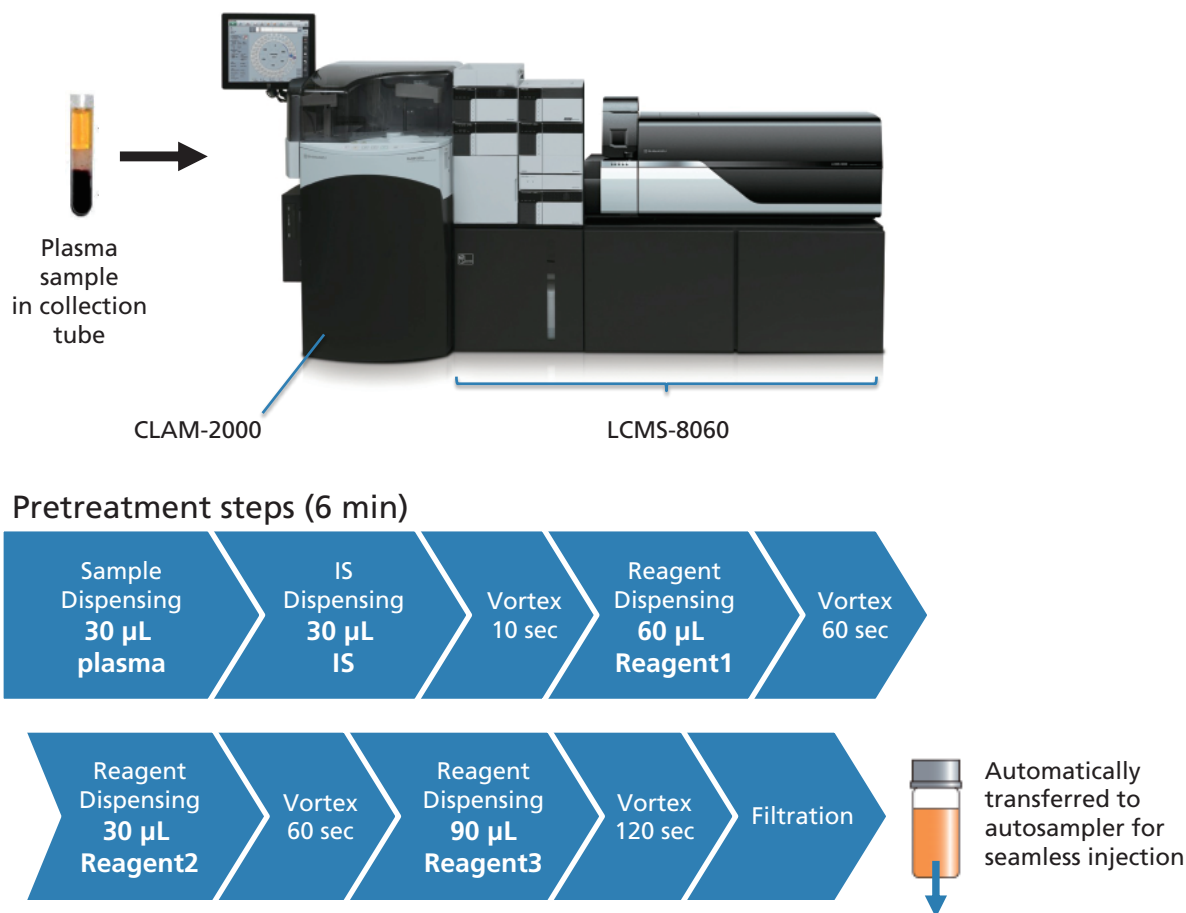 Plasma
sample
in collection
tube
CLAM-2000
LCMS-8060
Pretreatment steps (6 min)
Sample
Dispensing
30 µL
plasma
IS
Dispensing
30 µL
IS
Vortex
10 sec
Reagent
Dispensing
60 µL
Reagent1
Vortex
60 sec
Reagent
Dispensing
30 µL
Reagent2
Vortex
60 sec
Reagent
Dispensing
90 µL
Reagent3
Vortex
120 sec
Filtration
Automatically
transferred to
autosampler for
seamless injection